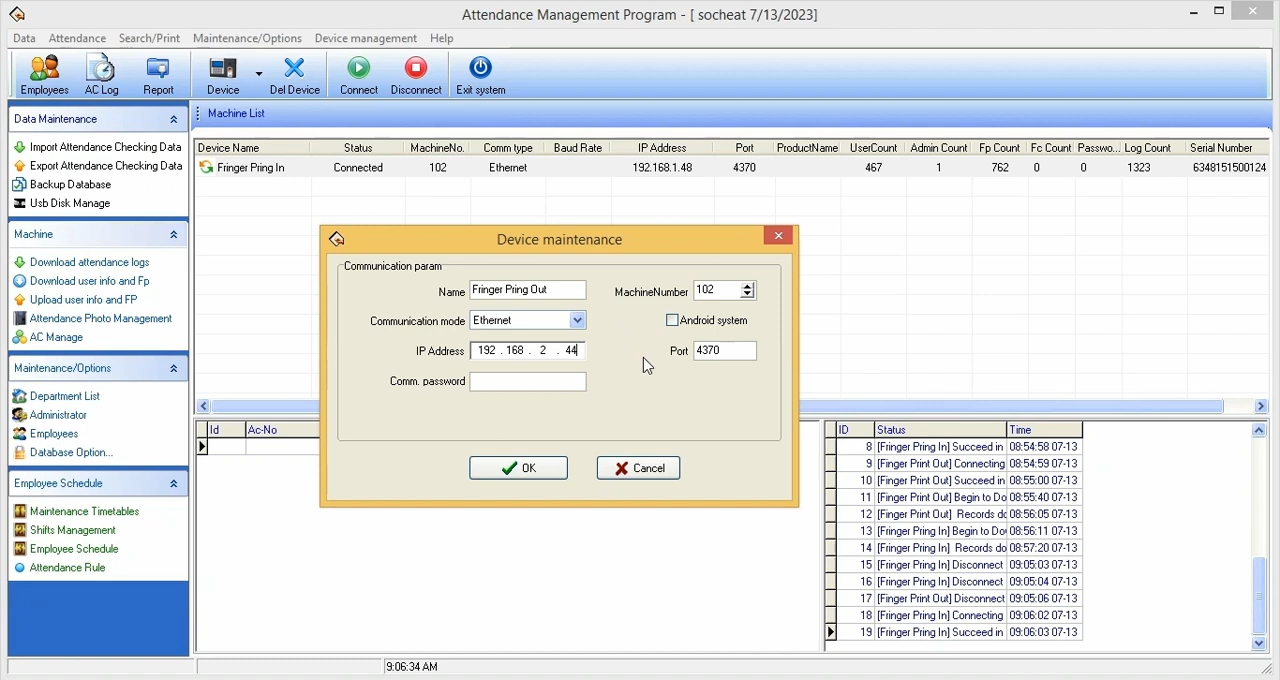 Attendance Management Program - [ socheat 7/13/2023]
Data Attendance Search/Print Maintenance/Options Device management Help
Employees AC Log Report Device Del Device Connect Disconnect Exit system
Data Maintenance
Import Attendance Checking Data
Export Attendance Checking Data
Backup Database
Usb Disk Manage
Machine
Download attendance logs
Download user info and Fp
Upload user info and FP
Attendance Photo Management
AC Manage
Maintenance/Options
Department List
Administrator
Employees
Database Option...
Employee Schedule
Maintenance Timetables
Shifts Management
Employee Schedule
Attendance Rule
Machine List
Device Name Status MachineNo. Comm type Baud Rate IP Address Port ProductName UserCount Admin Count Fp Count Fc Count Passwo... Log Count Serial Number
Fringer Pring In Connected 102 Ethernet 192.168.1.48 4370 467 1 762 0 0 1323 6348151500124
Device maintenance
Communication param
Name Fringer Pring Out MachineNumber 102
Communication mode Ethernet Android system
IP Address 192 . 168 . 2 . 44 Port 4370
Comm. password
OK Cancel
Id Ac-No
ID Status Time
8 [Fringer Pring In] Succeed in 08:54:58 07-13
9 [Fringer Print Out] Connecting 08:54:59 07-13
10 [Fringer Print Out] Succeed in 08:55:00 07-13
11 [Fringer Print Out] Begin to Do 08:55:40 07-13
12 [Fringer Print Out] Records do 08:56:05 07-13
13 [Fringer Pring In] Begin to Do 08:56:11 07-13
14 [Fringer Pring In] Records do 08:57:20 07-13
15 [Fringer Pring In] Disconnect 09:05:03 07-13
16 [Fringer Pring In] Disconnect 09:05:04 07-13
17 [Fringer Print Out] Disconnect 09:05:06 07-13
18 [Fringer Pring In] Connecting 09:06:02 07-13
19 [Fringer Pring In] Succeed in 09:06:03 07-13
9:06:34 AM